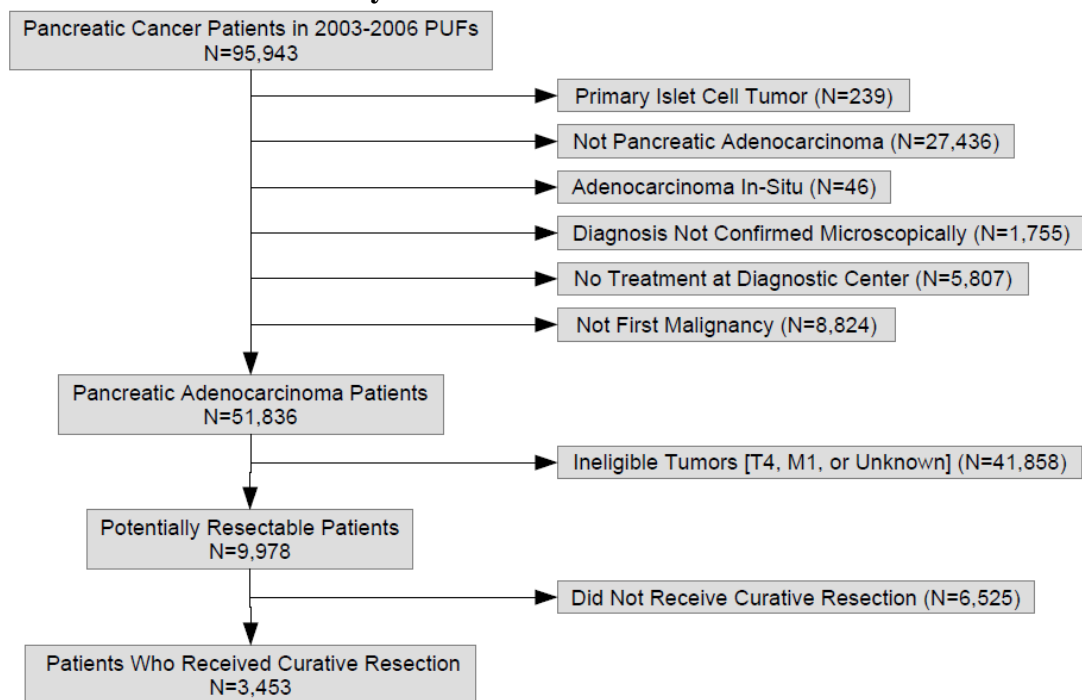 Pancreatic Cancer Patients in 2003-2006 PUFs
N=95,943
Primary Islet Cell Tumor (N=239)
Not Pancreatic Adenocarcinoma (N=27,436)
Adenocarcinoma In-Situ (N=46)
Diagnosis Not Confirmed Microscopically (N=1,755)
No Treatment at Diagnostic Center (N=5,807)
Not First Malignancy (N=8,824)
Pancreatic Adenocarcinoma Patients
N=51,836
Ineligible Tumors [T4, M1, or Unknown] (N=41,858)
Potentially Resectable Patients
N=9,978
Did Not Receive Curative Resection (N=6,525)
Patients Who Received Curative Resection
N=3,453